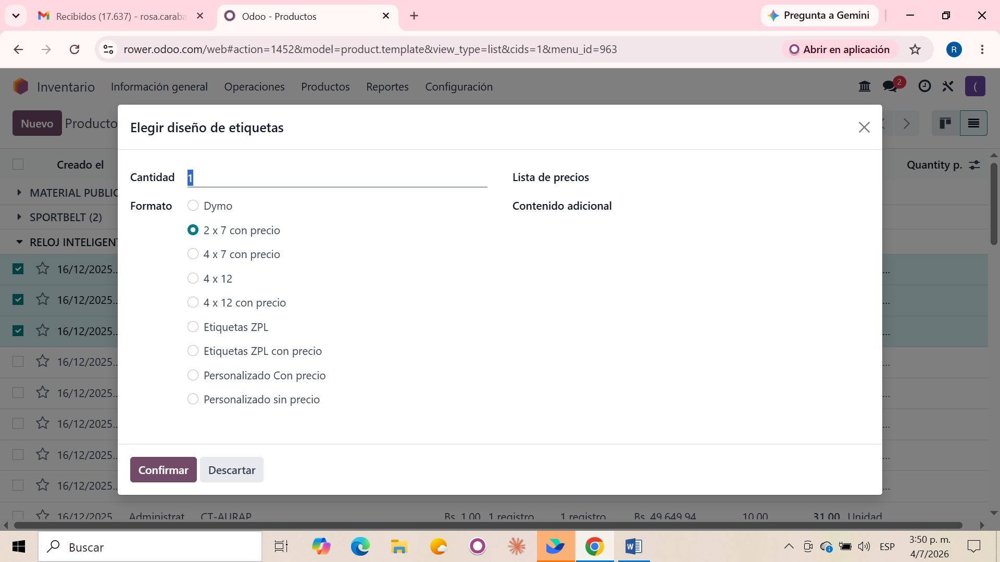 Recibidos (17.637) - rosa.caraba
Odoo - Productos
Pregunta a Gemini
rower.odoo.com/web#action=1452&model=product.template&view_type=list&cids=1&menu_id=963
Abrir en aplicación
R
Inventario
Información general
Operaciones
Productos
Reportes
Configuración
2
(
Nuevo
Producto
Elegir diseño de etiquetas
Creado el
Quantity p.
Cantidad
1
Lista de precios
MATERIAL PUBLIC
Formato
Dymo
Contenido adicional
SPORTBELT (2)
2 x 7 con precio
RELOJ INTELIGENT
4 x 7 con precio
16/12/2025...
...
4 x 12
16/12/2025...
...
4 x 12 con precio
16/12/2025...
...
Etiquetas ZPL
Etiquetas ZPL con precio
16/12/2025...
...
Personalizado Con precio
16/12/2025...
...
Personalizado sin precio
16/12/2025...
...
16/12/2025...
...
Confirmar
Descartar
16/12/2025...
...
16/12/2025 Administrat CT-AURAP Bs 1,00 1 registro 1 registro Bs 49.649,94 10,00 31,00 Unidad
Buscar
ESP
3:50 p. m.
4/7/2026